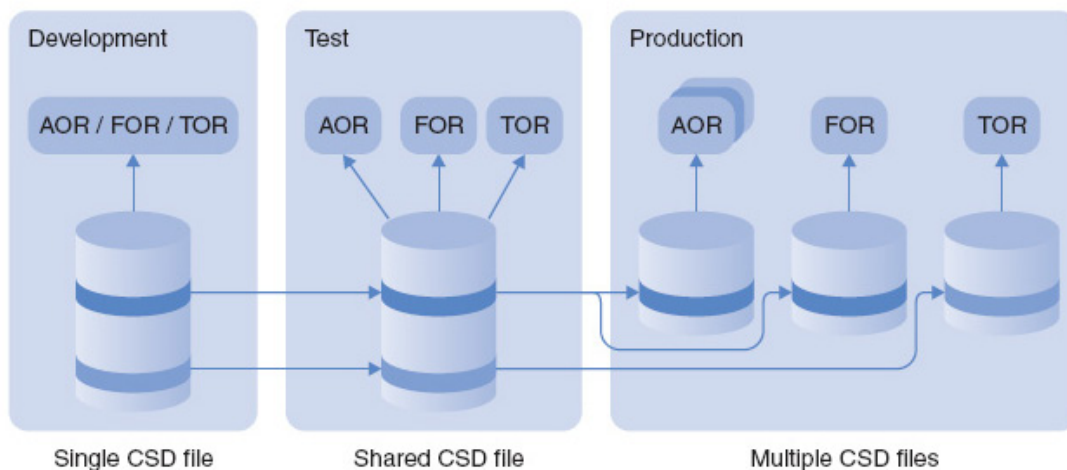 Development
Test
Production
AOR / FOR / TOR
AOR
FOR
TOR
AOR
FOR
TOR
Single CSD file
Shared CSD file
Multiple CSD files